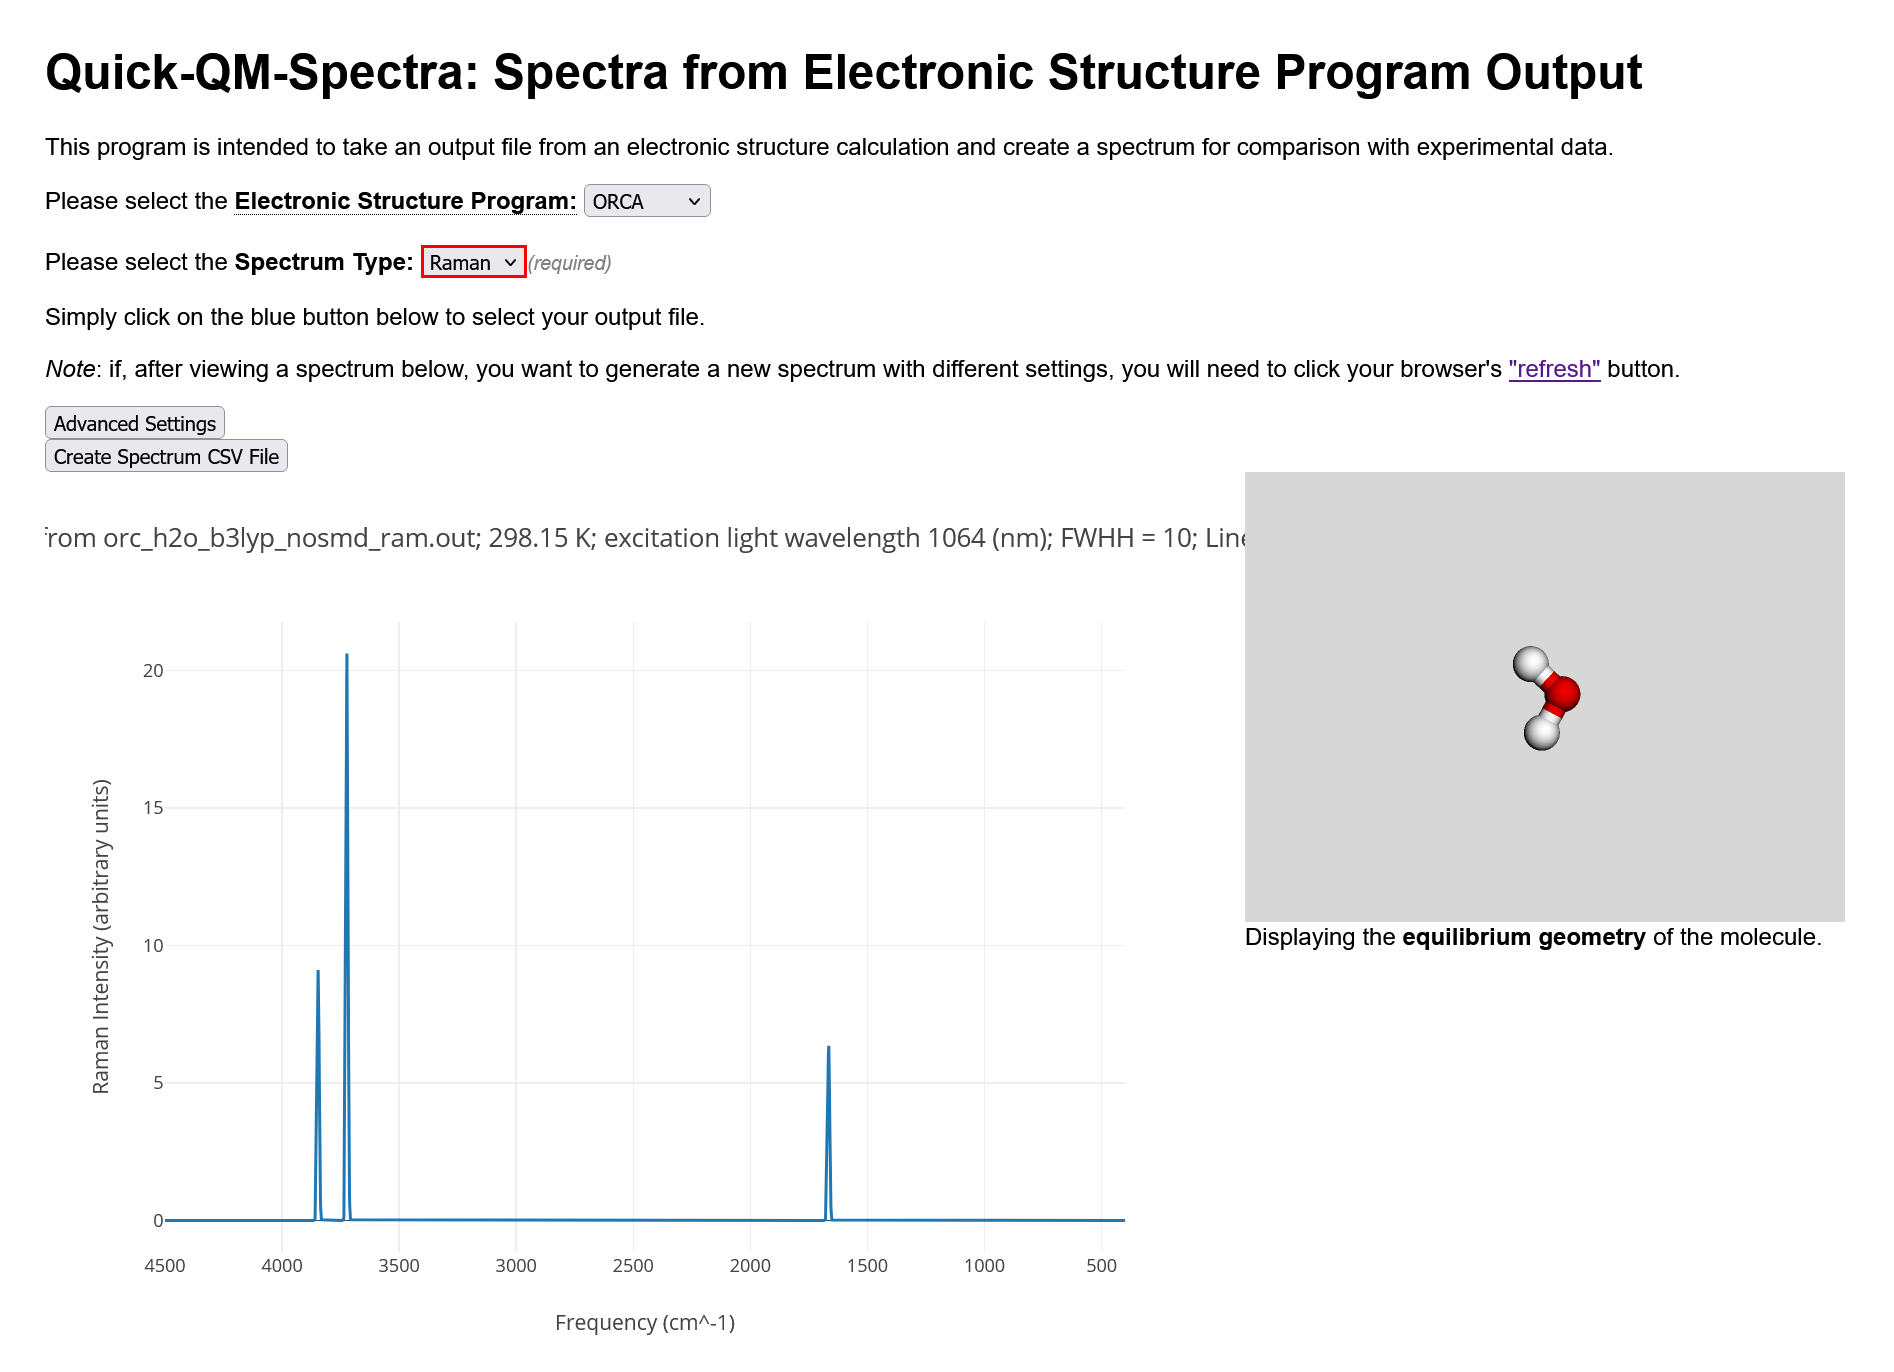 Quick-QM-Spectra: Spectra from Electronic Structure Program Output
This program is intended to take an output file from an electronic structure calculation and create a spectrum for comparison with experimental data.
Please select the Electronic Structure Program: ORCA
Please select the Spectrum Type: Raman (required)
Simply click on the blue button below to select your output file.
Note: if, after viewing a spectrum below, you want to generate a new spectrum with different settings, you will need to click your browser's "refresh" button.
Advanced Settings
Create Spectrum CSV File
from orc_h2o_b3lyp_nosmd_ram.out; 298.15 K; excitation light wavelength 1064 (nm); FWHH = 10; Line
20
15
10
5
0
Raman Intensity (arbitrary units)
4500 4000 3500 3000 2500 2000 1500 1000 500
Frequency (cm^-1)
Displaying the equilibrium geometry of the molecule.